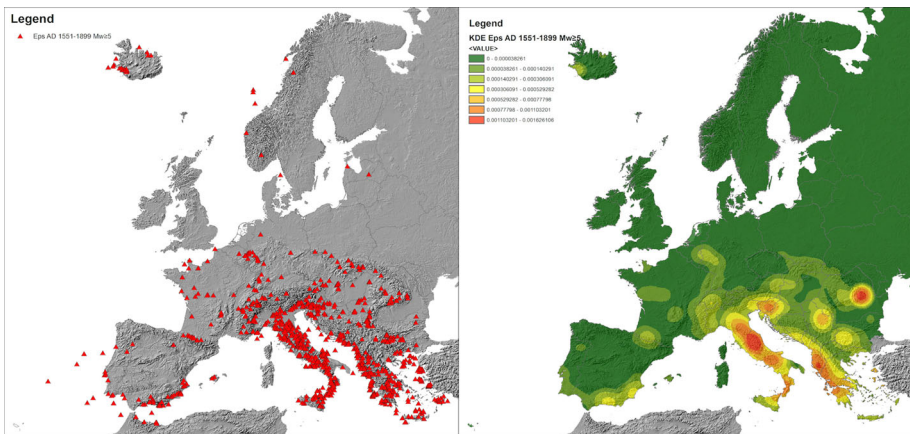 Legend
Eps AD 1551-1899 Mw≥5
Legend
KDE Eps AD 1551-1899 Mw≥5
<VALUE>
0 - 0.000038261
0.000038261 - 0.000140291
0.000140291 - 0.000306091
0.000306091 - 0.000529282
0.000529282 - 0.00077798
0.00077798 - 0.001103201
0.001103201 - 0.001626106